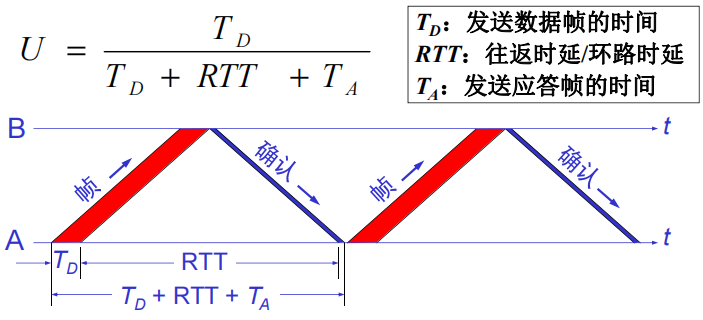 U = T_D / (T_D + RTT + T_A)
T_D：发送数据帧的时间
RTT：往返时延/环路时延
T_A：发送应答帧的时间
B
t
帧
确认
帧
确认
A
t
T_D
RTT
T_D + RTT + T_A